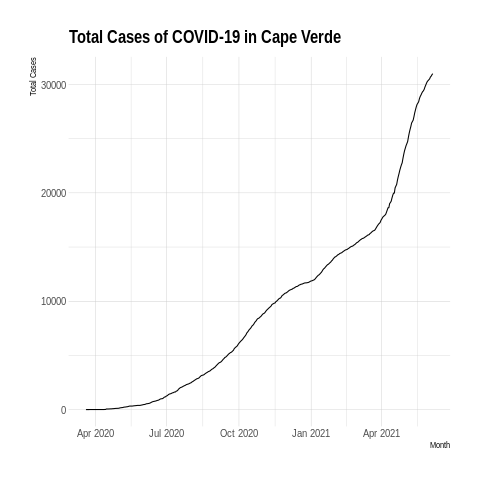 Total Cases of COVID-19 in Cape Verde
Total Cases
30000
20000
10000
0
Apr 2020 Jul 2020 Oct 2020 Jan 2021 Apr 2021
Month